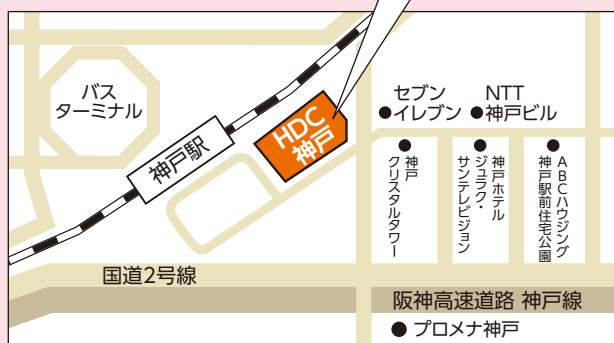 バス
ターミナル
神戸駅
HDC
神戸
セブン
イレブン
NTT
神戸ビル
神戸
クリスタルタワー
神戸ホテル
ジュラク・
サンテレビジョン
ABCハウジング
神戸駅前住宅公園
国道2号線
阪神高速道路 神戸線
プロメナ神戸